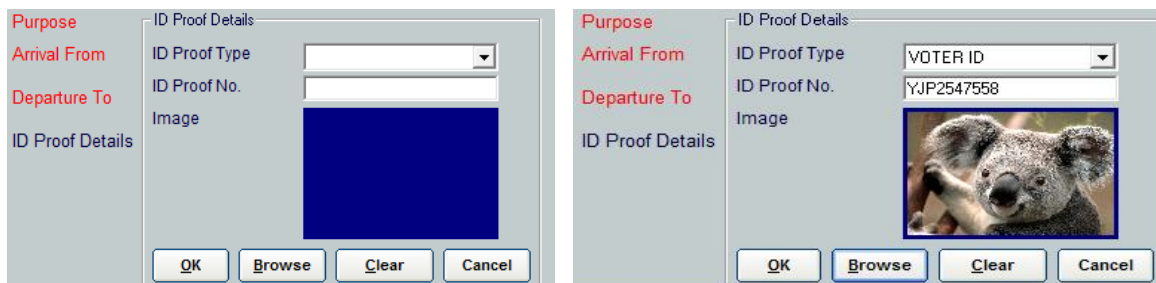 Purpose
Arrival From
Departure To
ID Proof Details
ID Proof Details
ID Proof Type
ID Proof No.
Image
OK Browse Clear Cancel
Purpose
Arrival From
Departure To
ID Proof Details
ID Proof Details
ID Proof Type VOTER ID
ID Proof No. YJP2547558
Image
OK Browse Clear Cancel